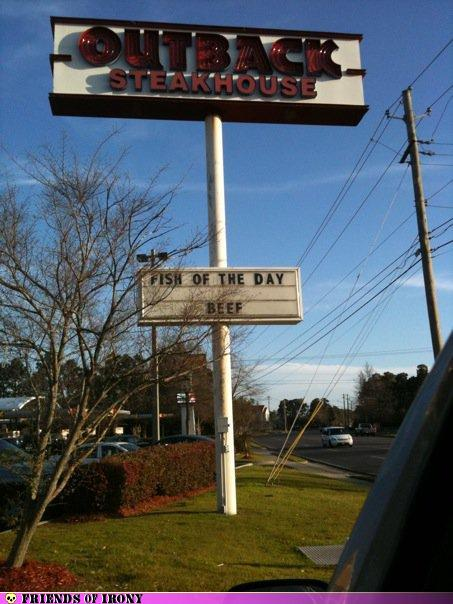 OUTBACK
STEAKHOUSE
FISH OF THE DAY
BEEF
FRIENDS OF IRONY